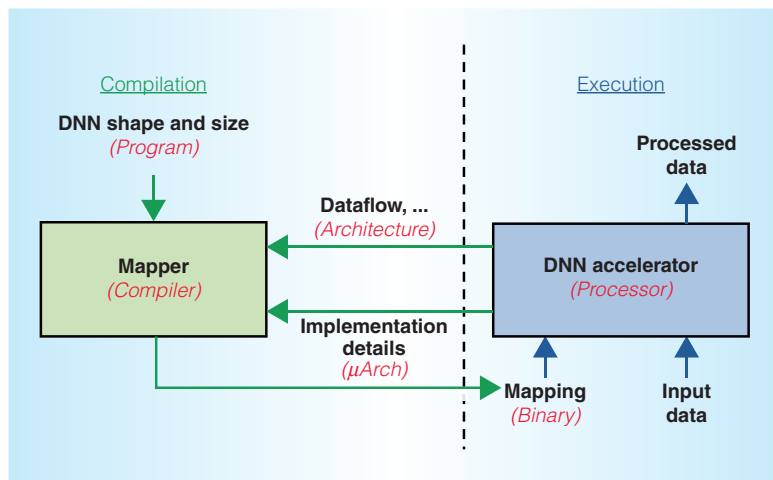 Compilation
Execution
DNN shape and size
(Program)
Processed
data
Dataflow, ...
(Architecture)
Mapper
(Compiler)
DNN accelerator
(Processor)
Implementation
details
(μArch)
Mapping
(Binary)
Input
data